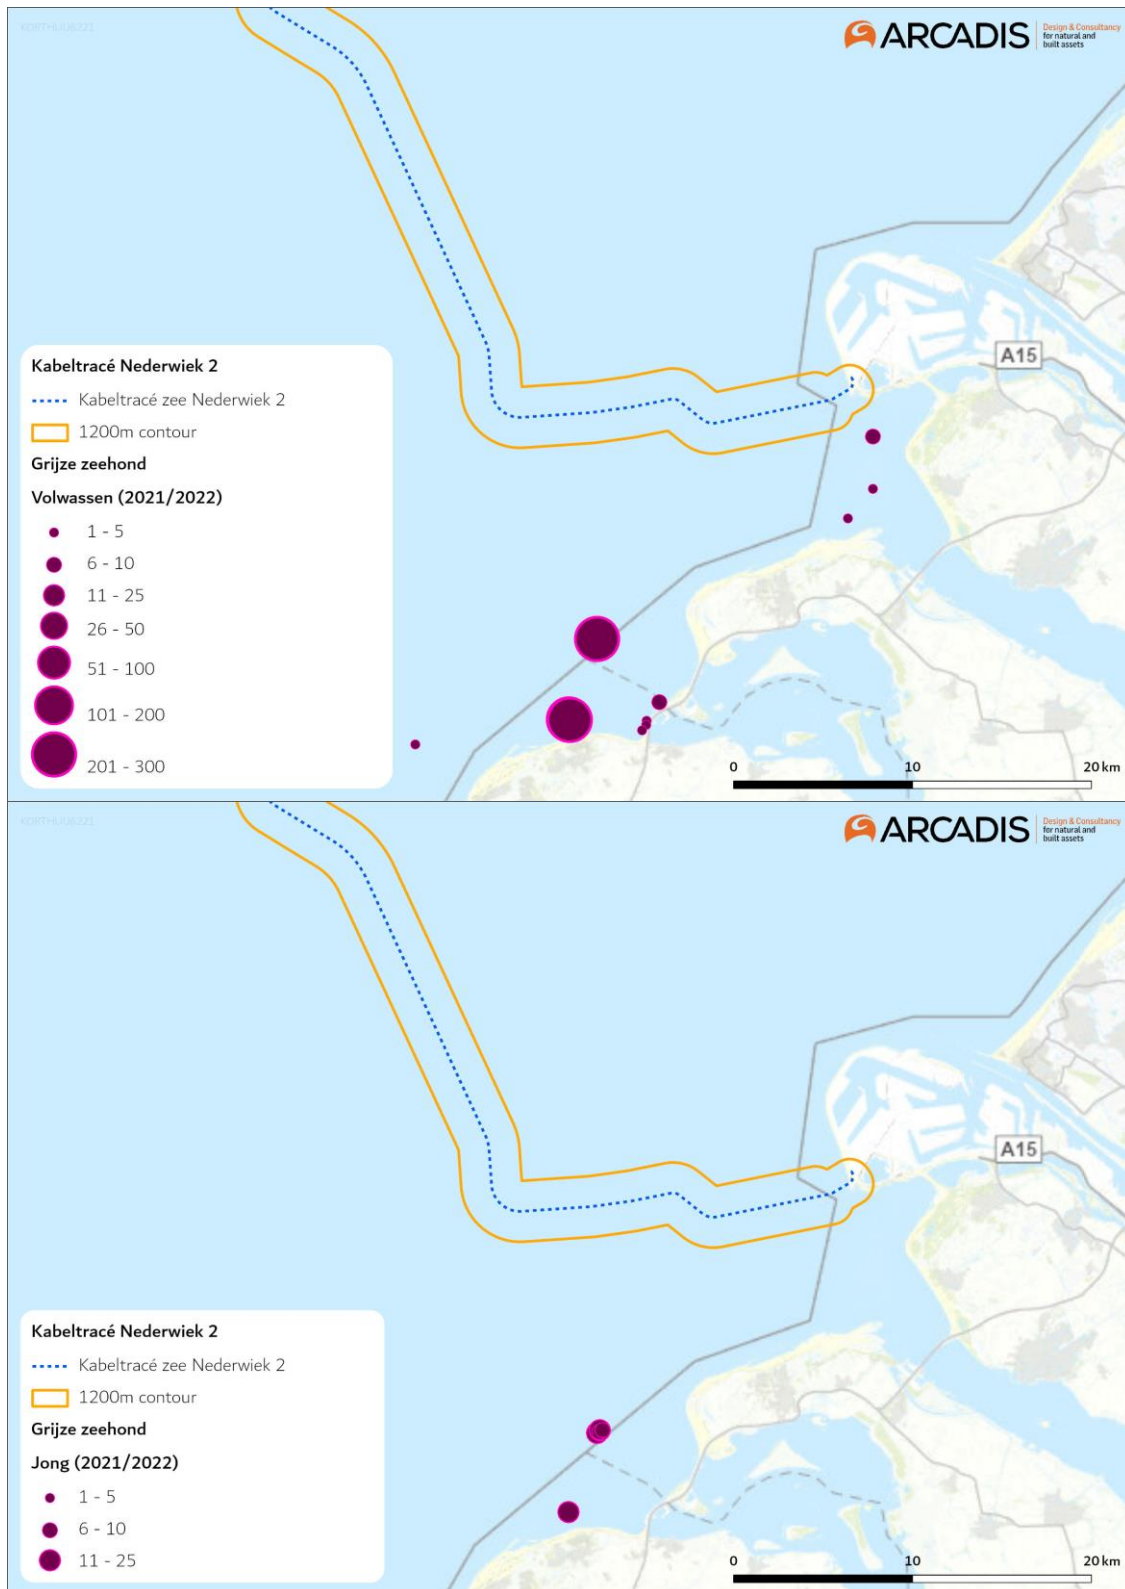 KORTHUU6221
ARCADIS
Design & Consultancy
for natural and
built assets
A15
Kabeltracé Nederwiek 2
Kabeltracé zee Nederwiek 2
1200m contour
Grijze zeehond
Volwassen (2021/2022)
1 - 5
6 - 10
11 - 25
26 - 50
51 - 100
101 - 200
201 - 300
0 10 20 km
KORTHUU6221
ARCADIS
Design & Consultancy
for natural and
built assets
A15
Kabeltracé Nederwiek 2
Kabeltracé zee Nederwiek 2
1200m contour
Grijze zeehond
Jong (2021/2022)
1 - 5
6 - 10
11 - 25
0 10 20 km